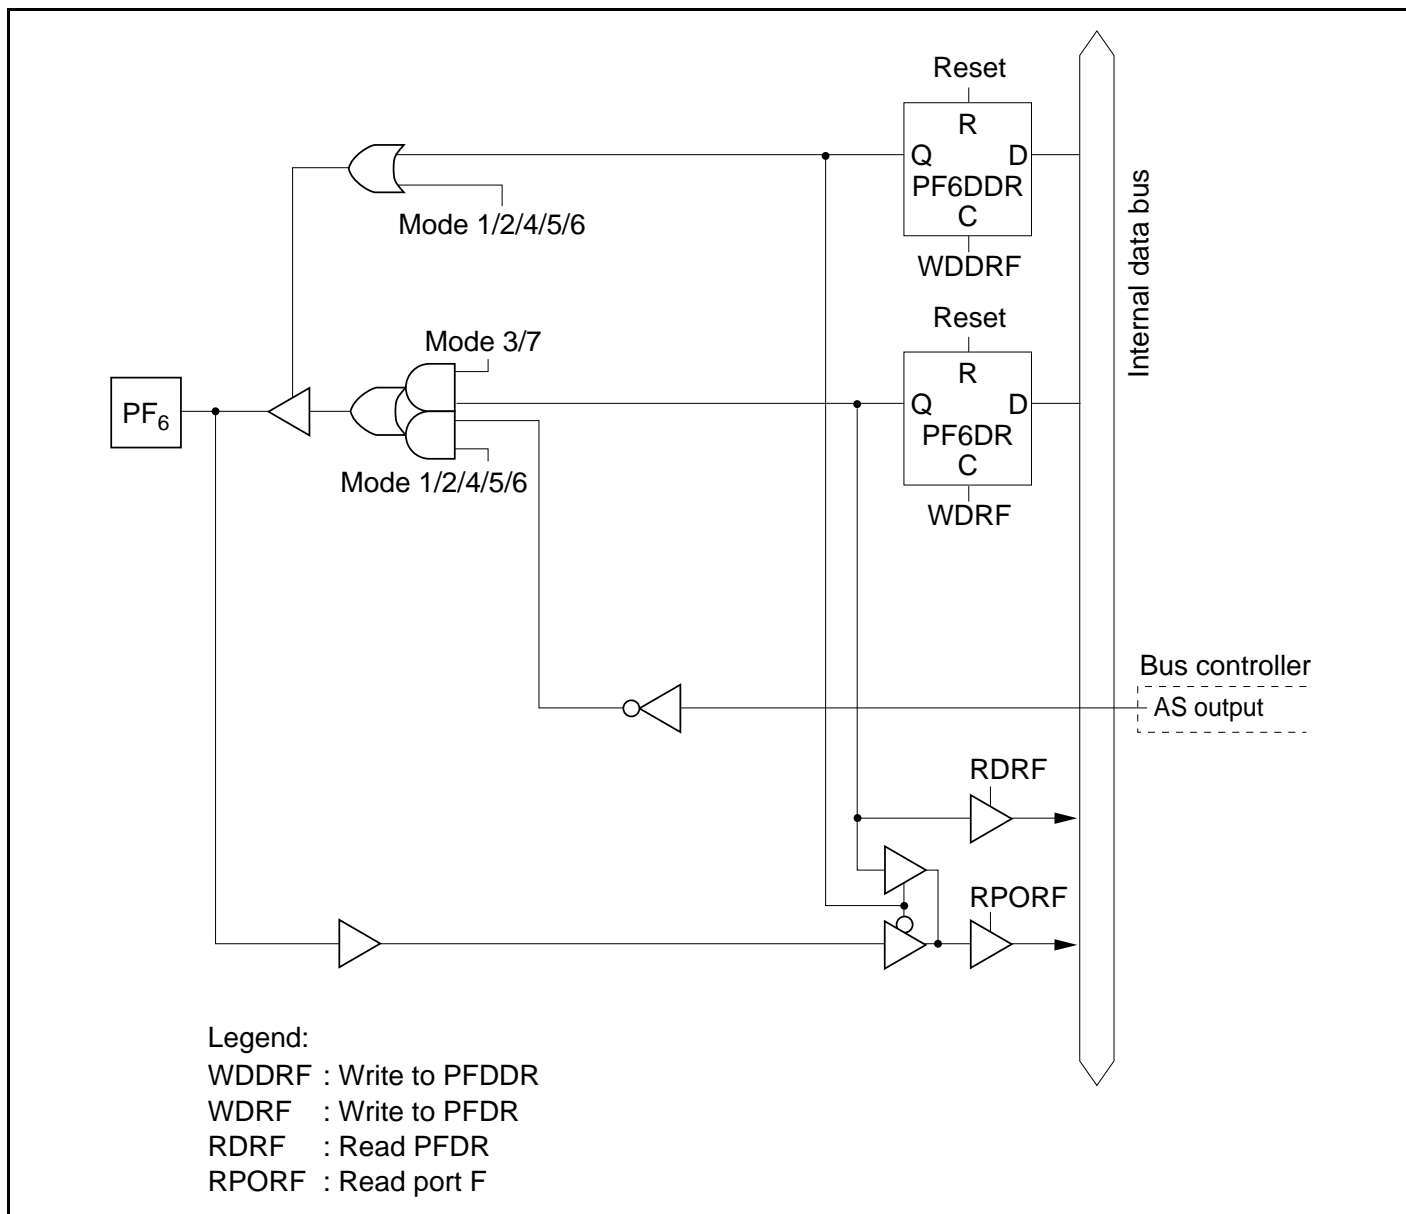 Reset
R
Q D
PF6DDR
C
WDDRF
Mode 1/2/4/5/6
Internal data bus
Reset
R
Q D
PF6DR
C
WDRF
Mode 3/7
PF6
Mode 1/2/4/5/6
Bus controller
AS output
RDRF
RPORF
Legend:
WDDRF : Write to PFDDR
WDRF : Write to PFDR
RDRF : Read PFDR
RPORF : Read port F